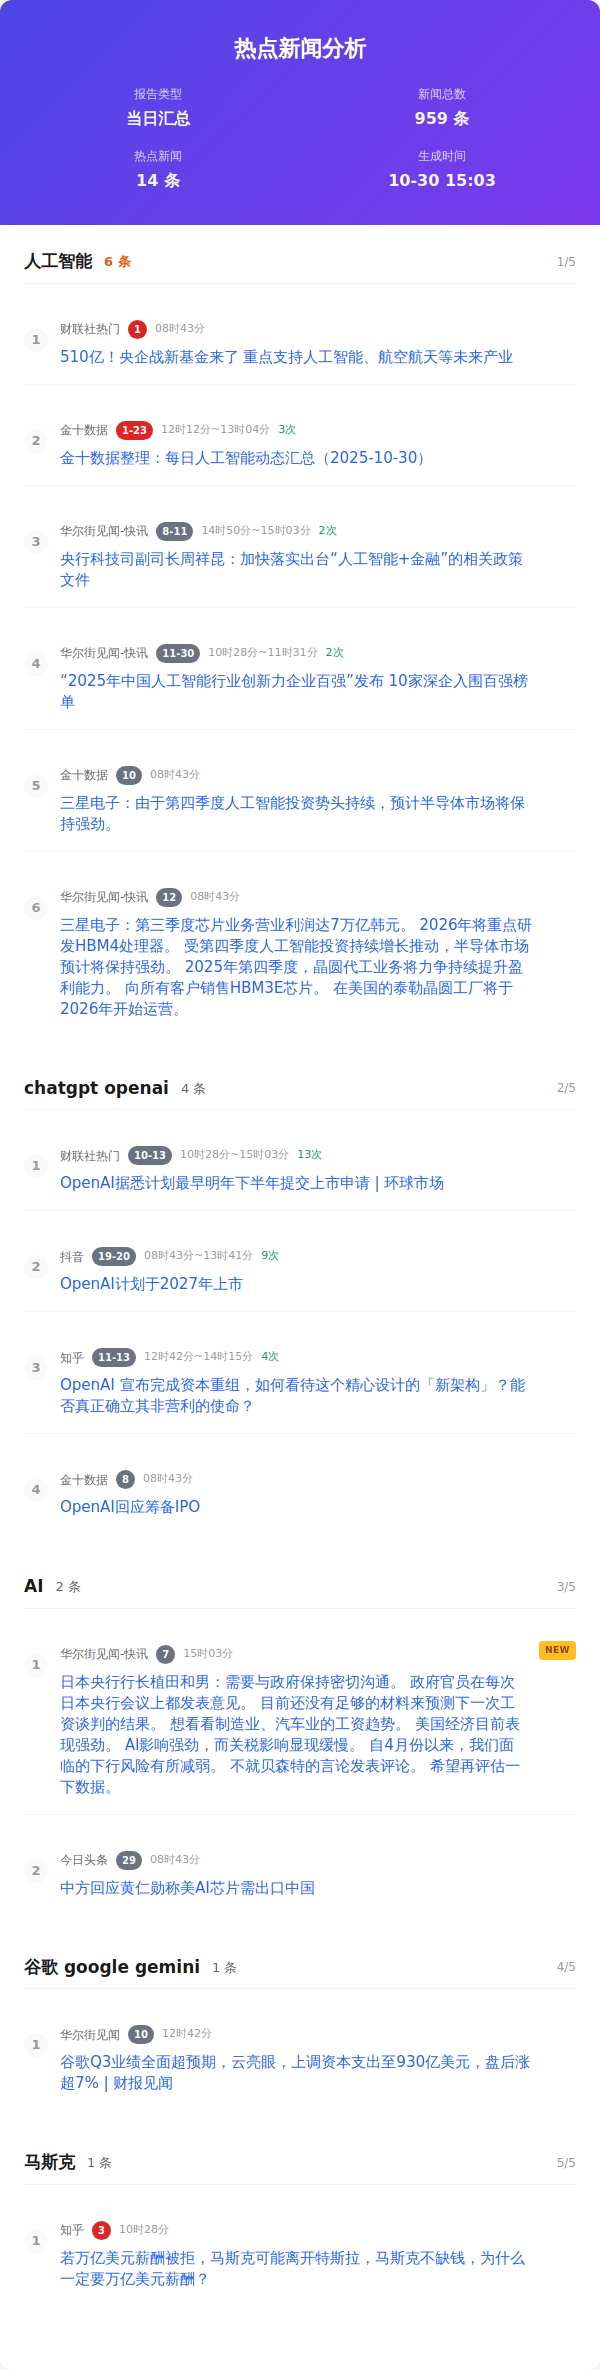 热点新闻分析
报告类型
新闻总数
当日汇总
959 条
热点新闻
生成时间
14 条
10-30 15:03
人工智能 6 条 1/5
1
财联社热门 1 08时43分
510亿！央企战新基金来了 重点支持人工智能、航空航天等未来产业
2
金十数据 1-23 12时12分~13时04分 3次
金十数据整理：每日人工智能动态汇总（2025-10-30）
3
华尔街见闻-快讯 8-11 14时50分~15时03分 2次
央行科技司副司长周祥昆：加快落实出台“人工智能+金融”的相关政策
文件
4
华尔街见闻-快讯 11-30 10时28分~11时31分 2次
“2025年中国人工智能行业创新力企业百强”发布 10家深企入围百强榜
单
5
金十数据 10 08时43分
三星电子：由于第四季度人工智能投资势头持续，预计半导体市场将保
持强劲。
6
华尔街见闻-快讯 12 08时43分
三星电子：第三季度芯片业务营业利润达7万亿韩元。 2026年将重点研
发HBM4处理器。 受第四季度人工智能投资持续增长推动，半导体市场
预计将保持强劲。 2025年第四季度，晶圆代工业务将力争持续提升盈
利能力。 向所有客户销售HBM3E芯片。 在美国的泰勒晶圆工厂将于
2026年开始运营。
chatgpt openai 4 条 2/5
1
财联社热门 10-13 10时28分~15时03分 13次
OpenAI据悉计划最早明年下半年提交上市申请 | 环球市场
2
抖音 19-20 08时43分~13时41分 9次
OpenAI计划于2027年上市
3
知乎 11-13 12时42分~14时15分 4次
OpenAI 宣布完成资本重组，如何看待这个精心设计的「新架构」？能
否真正确立其非营利的使命？
4
金十数据 8 08时43分
OpenAI回应筹备IPO
AI 2 条 3/5
1
华尔街见闻-快讯 7 15时03分 NEW
日本央行行长植田和男：需要与政府保持密切沟通。 政府官员在每次
日本央行会议上都发表意见。 目前还没有足够的材料来预测下一次工
资谈判的结果。 想看看制造业、汽车业的工资趋势。 美国经济目前表
现强劲。 AI影响强劲，而关税影响显现缓慢。 自4月份以来，我们面
临的下行风险有所减弱。 不就贝森特的言论发表评论。 希望再评估一
下数据。
2
今日头条 29 08时43分
中方回应黄仁勋称美AI芯片需出口中国
谷歌 google gemini 1 条 4/5
1
华尔街见闻 10 12时42分
谷歌Q3业绩全面超预期，云亮眼，上调资本支出至930亿美元，盘后涨
超7% | 财报见闻
马斯克 1 条 5/5
1
知乎 3 10时28分
若万亿美元薪酬被拒，马斯克可能离开特斯拉，马斯克不缺钱，为什么
一定要万亿美元薪酬？